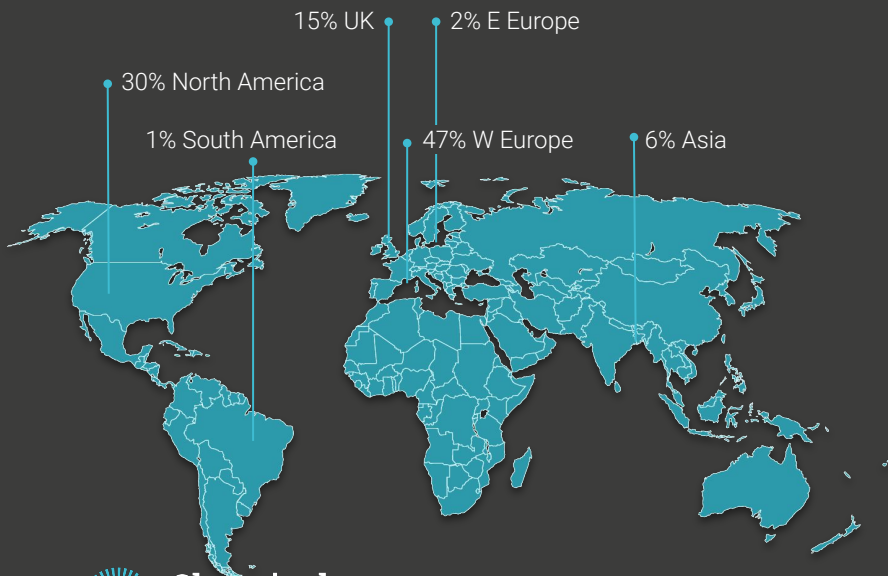 15% UK
2% E Europe
30% North America
1% South America
47% W Europe
6% Asia